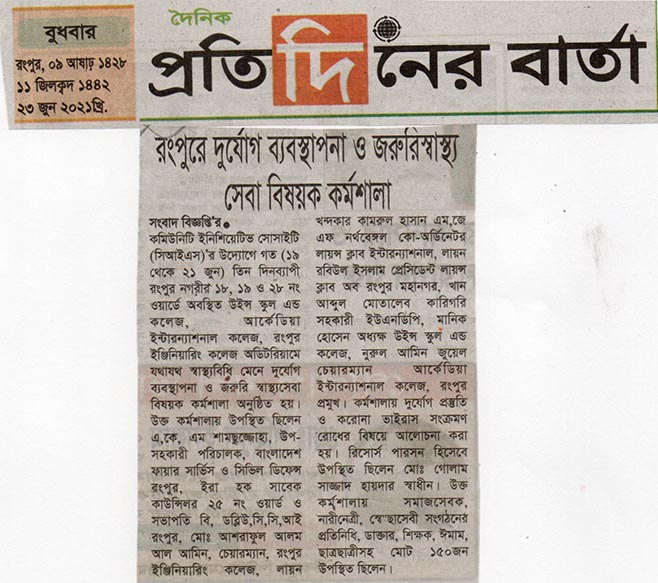 বুধবার
রংপুর, ০৯ আষাঢ় ১৪২৮
১১ জিলকুদ ১৪৪২
২৩ জুন ২০২১খ্রি.
দৈনিক
প্রতিদিনের বার্তা
রংপুরে দুর্যোগ ব্যবস্থাপনা ও জরুরিস্বাস্থ্য
সেবা বিষয়ক কর্মশালা
সংবাদ বিজ্ঞপ্তি'র●
কমিউনিটি ইনিশিয়েটিভ সোসাইটি
(সিআইএস)'র উদ্যোগে গত (১৯
থেকে ২১ জুন) তিন দিনব্যাপী
রংপুর নগরীর ১৮, ১৯ ও ২৮ নং
ওয়ার্ডে অবস্থিত উইন্স স্কুল এন্ড
কলেজ, আর্কেডিয়া
ইন্টারন্যাশনাল কলেজ, রংপুর
ইঞ্জিনিয়ারিং কলেজ অডিটরিয়ামে
যথাযথ স্বাস্থ্যবিধি মেনে দুর্যোগ
ব্যবস্থাপনা ও জরুরি স্বাস্থ্যসেবা
বিষয়ক কর্মশালা অনুষ্ঠিত হয়।
উক্ত কর্মশালায় উপস্থিত ছিলেন
এ,কে, এম শামছুজ্জোহা, উপ-
সহকারী পরিচালক, বাংলাদেশ
ফায়ার সার্ভিস ও সিভিল ডিফেন্স
রংপুর, ইরা হক সাবেক
কাউন্সিলর ২৫ নং ওয়ার্ড ও
সভাপতি বি, ডব্লিউ,সি,সি,আই
রংপুর, মোঃ আশরাফুল আলম
আল আমিন, চেয়ারম্যান, রংপুর
ইঞ্জিনিয়ারিং কলেজ, লায়ন
খন্দকার কামরুল হাসান এম,জে
এফ নর্থবেঙ্গল কো-অর্ডিনেটর
লায়ন্স ক্লাব ইন্টারন্যাশনাল, লায়ন
রবিউল ইসলাম প্রেসিডেন্ট লায়ন্স
ক্লাব অব রংপুর মহানগর, খান
আব্দুল মোতালেব কারিগরি
সহকারী ইউএনডিপি, মানিক
হোসেন অধ্যক্ষ উইন্স স্কুল এন্ড
কলেজ, নুরুল আমিন জুয়েল
চেয়ারম্যান আর্কেডিয়া
ইন্টারন্যাশনাল কলেজ, রংপুর
প্রমুখ। কর্মশালায় দুর্যোগ প্রস্তুতি
ও করোনা ভাইরাস সংক্রমণ
রোধের বিষয়ে আলোচনা করা
হয়। রিসোর্স পারসন হিসেবে
উপস্থিত ছিলেন মোঃ গোলাম
সাজ্জাদ হায়দার স্বাধীন। উক্ত
কর্মশালায় সমাজসেবক,
নারীনেত্রী, স্বেচ্ছাসেবী সংগঠনের
প্রতিনিধি, ডাক্তার, শিক্ষক, ঈমাম,
ছাত্রছাত্রীসহ মোট ১৫০জন
উপস্থিত ছিলেন।